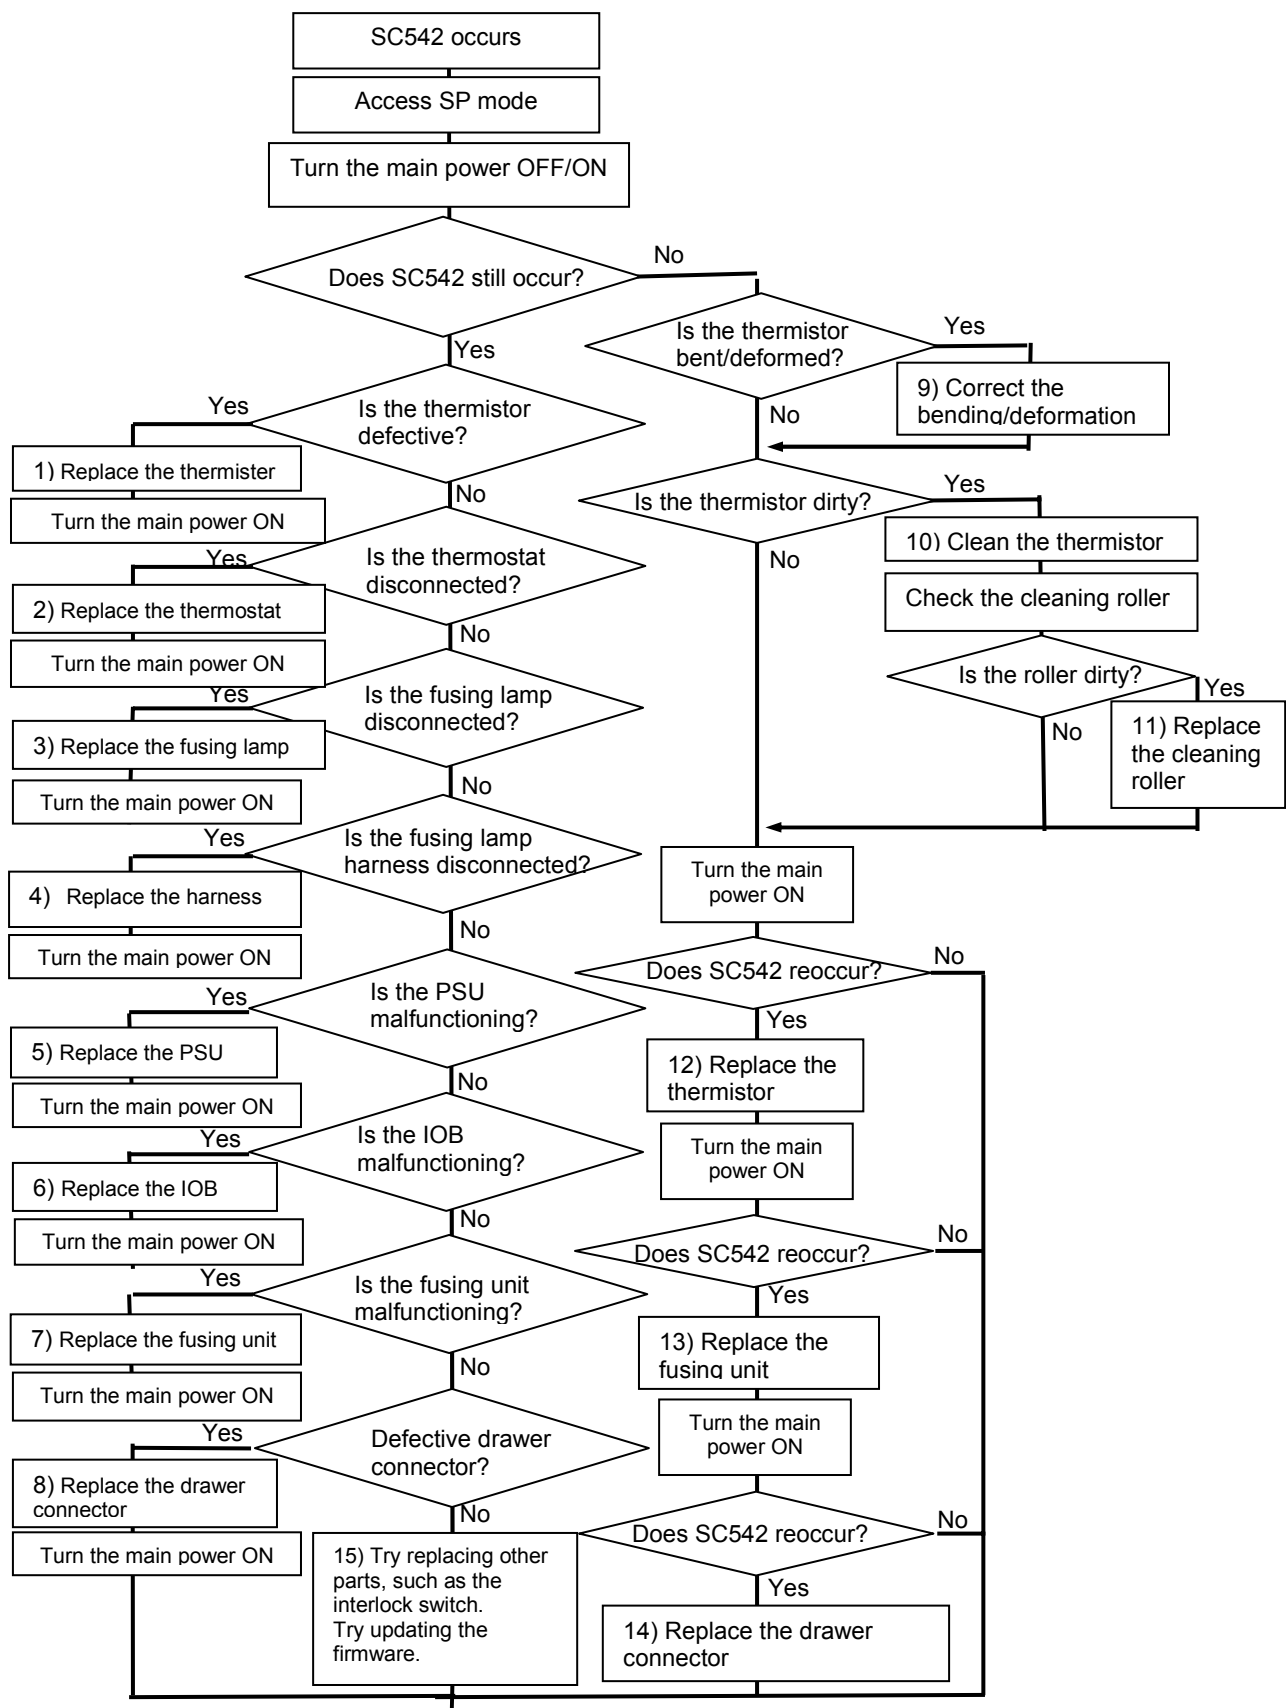 SC542 occurs
Access SP mode
Turn the main power OFF/ON
Does SC542 still occur?
No
Yes
Is the thermistor
bent/deformed?
Yes
9) Correct the
bending/deformation
No
Is the thermistor
defective?
Yes
1) Replace the thermister
Turn the main power ON
No
Is the thermistor dirty?
Yes
10) Clean the thermistor
Check the cleaning roller
Is the roller dirty?
Yes
11) Replace
the cleaning
roller
No
No
Is the thermostat
disconnected?
Yes
2) Replace the thermostat
Turn the main power ON
No
Is the fusing lamp
disconnected?
Yes
3) Replace the fusing lamp
Turn the main power ON
No
Is the fusing lamp
harness disconnected?
Yes
4) Replace the harness
Turn the main power ON
No
Turn the main
power ON
Does SC542 reoccur?
No
Yes
Is the PSU
malfunctioning?
Yes
5) Replace the PSU
Turn the main power ON
No
12) Replace the
thermistor
Turn the main
power ON
Is the IOB
malfunctioning?
Yes
6) Replace the IOB
Turn the main power ON
No
Does SC542 reoccur?
No
Yes
Is the fusing unit
malfunctioning?
Yes
7) Replace the fusing unit
Turn the main power ON
No
13) Replace the
fusing unit
Turn the main
power ON
Defective drawer
connector?
Yes
8) Replace the drawer
connector
Turn the main power ON
No
15) Try replacing other
parts, such as the
interlock switch.
Try updating the
firmware.
Does SC542 reoccur?
No
Yes
14) Replace the drawer
connector